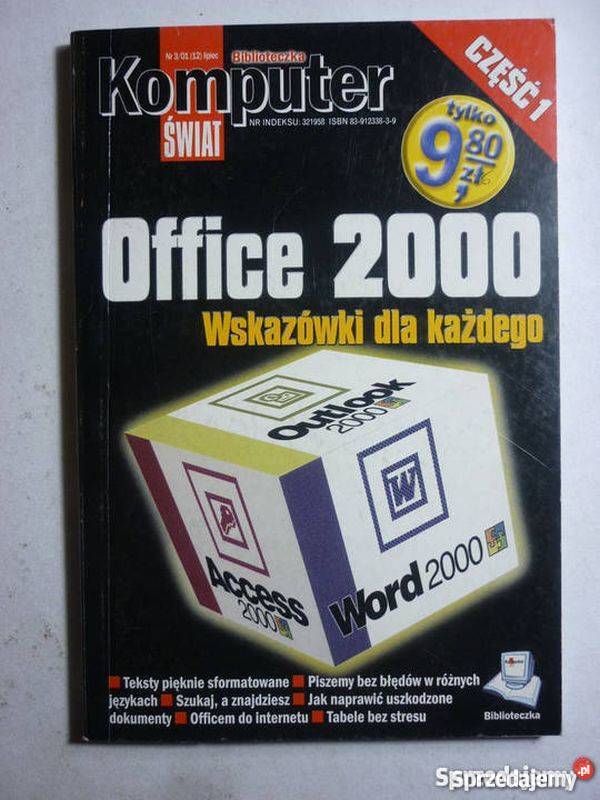 Nr 3/01 (12) lipiec
Biblioteczka
Komputer
ŚWIAT
NR INDEKSU: 321958 ISBN 83-912338-3-9
CZĘŚĆ 1
tylko
9,80 zł
Office 2000
Wskazówki dla każdego
Outlook
2000
W
Access
2000
Word 2000
Teksty pięknie sformatowane Piszemy bez błędów w różnych
językach Szukaj, a znajdziesz Jak naprawić uszkodzone
dokumenty Officem do internetu Tabele bez stresu
Biblioteczka
Sprzedajemy.pl
Sprzedajemy